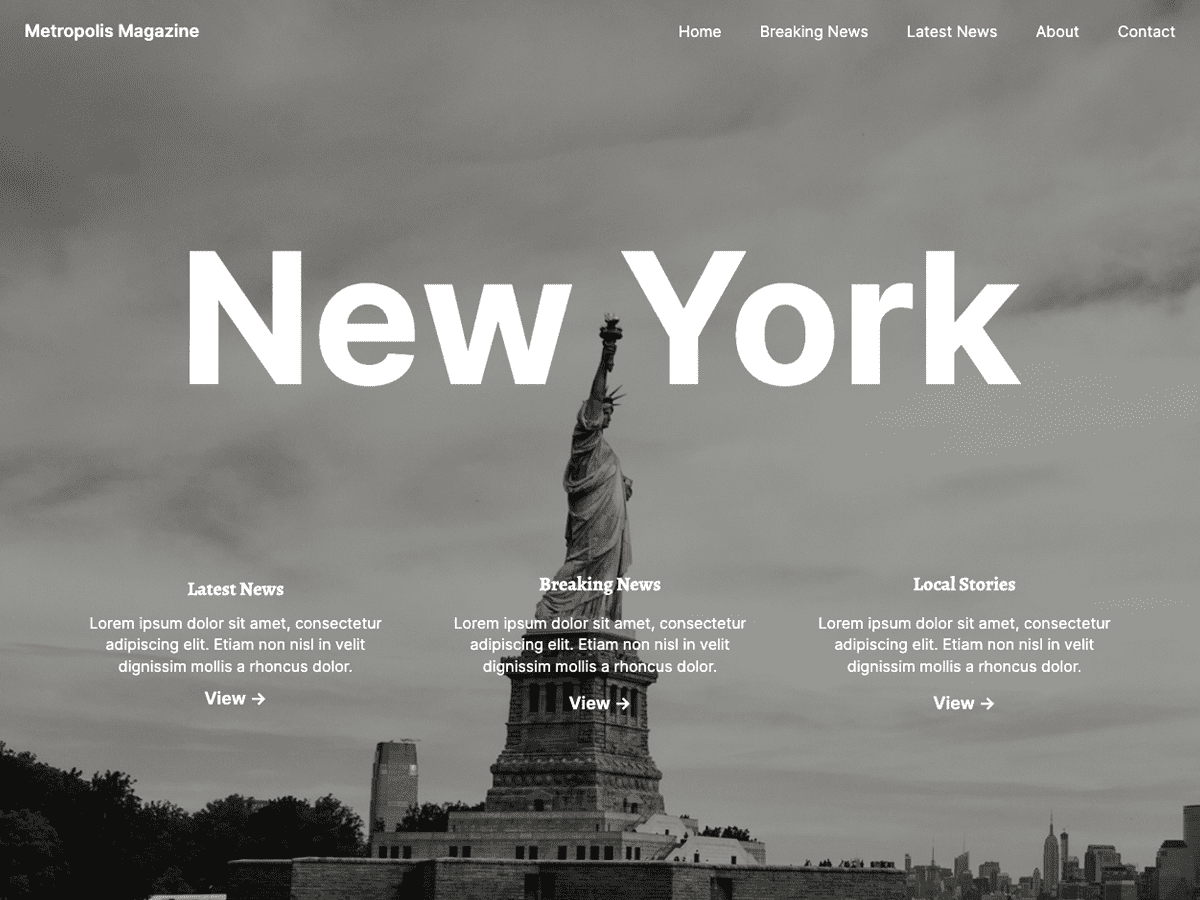 Metropolis Magazine
Home
Breaking News
Latest News
About
Contact
New York
Latest News
Lorem ipsum dolor sit amet, consectetur
adipiscing elit. Etiam non nisl in velit
dignissim mollis a rhoncus dolor.
View →
Breaking News
Lorem ipsum dolor sit amet, consectetur
adipiscing elit. Etiam non nisl in velit
dignissim mollis a rhoncus dolor.
View →
Local Stories
Lorem ipsum dolor sit amet, consectetur
adipiscing elit. Etiam non nisl in velit
dignissim mollis a rhoncus dolor.
View →